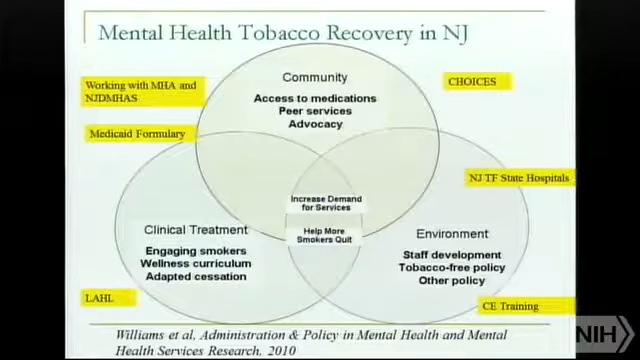 Mental Health Tobacco Recovery in NJ
Working with MHA and
NJDMHAS
Medicaid Formulary
Community
Access to medications
Peer services
Advocacy
CHOICES
NJ TF State Hospitals
Increase Demand
for Services
Help More
Smokers Quit
Clinical Treatment
Engaging smokers
Wellness curriculum
Adapted cessation
Environment
Staff development
Tobacco-free policy
Other policy
LAHL
CE Training
Williams et al, Administration & Policy in Mental Health and Mental
Health Services Research, 2010
NIH